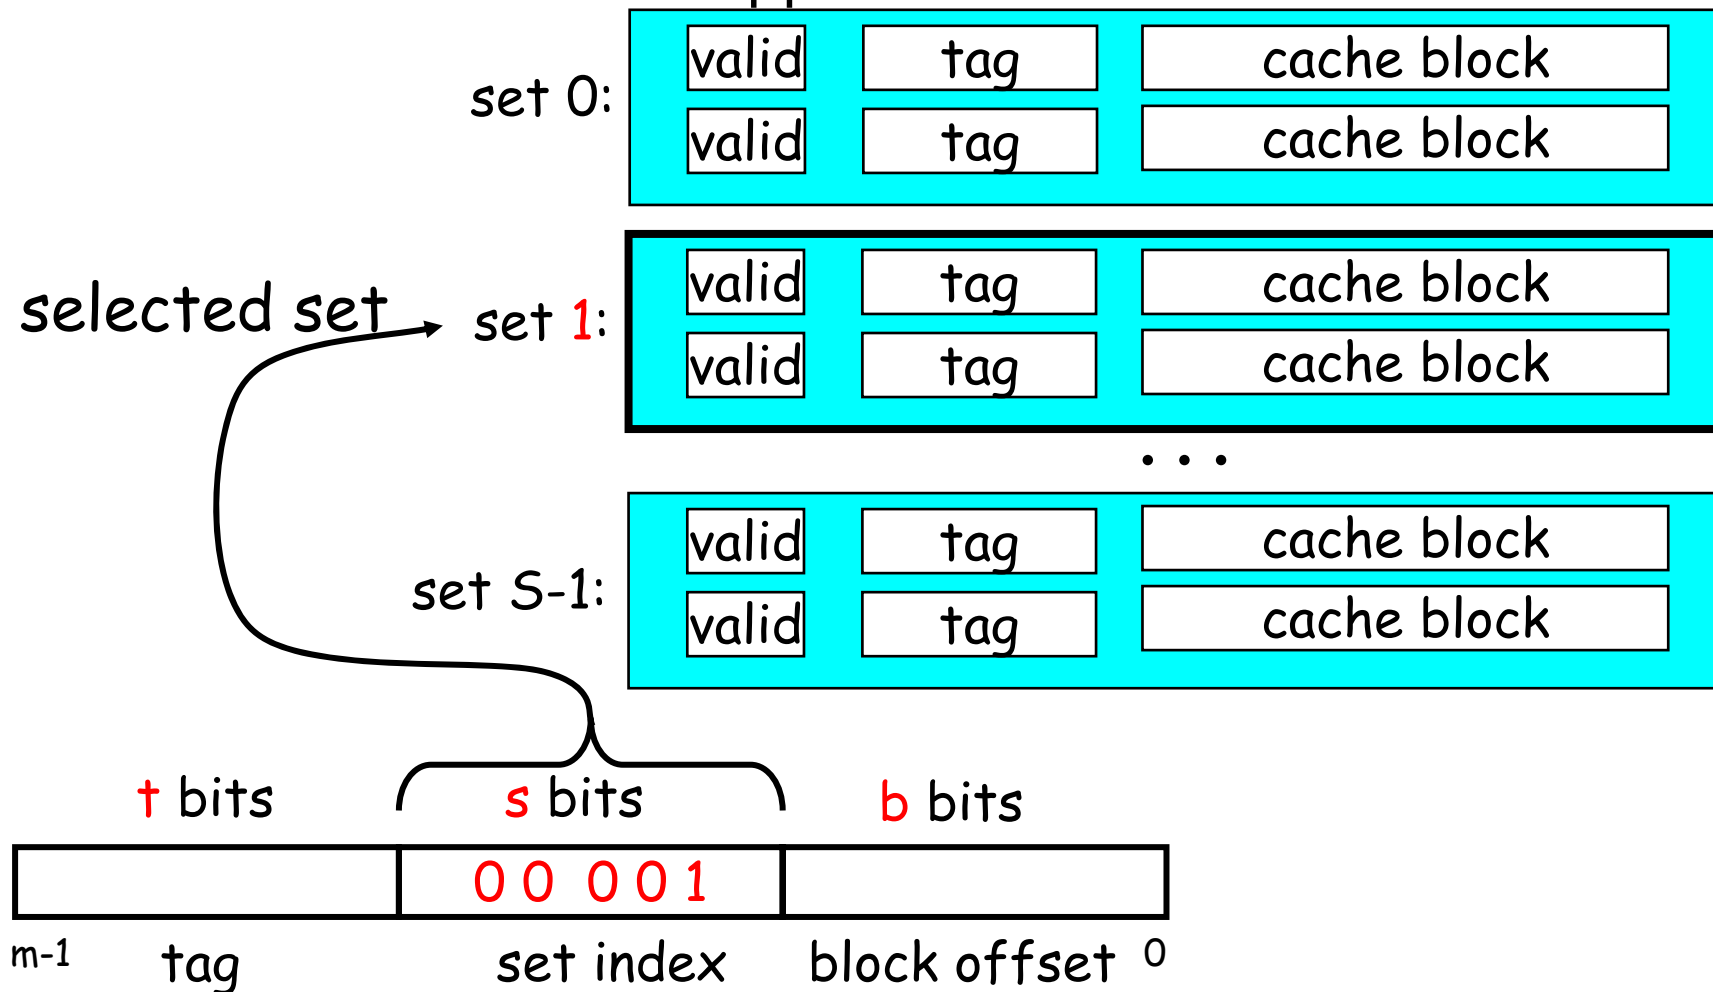 valid tag cache block
set 0:
valid tag cache block
valid tag cache block
selected set set 1:
valid tag cache block
. . .
valid tag cache block
set S-1:
valid tag cache block
t bits s bits b bits
0 0 0 0 1
m-1 tag set index block offset 0